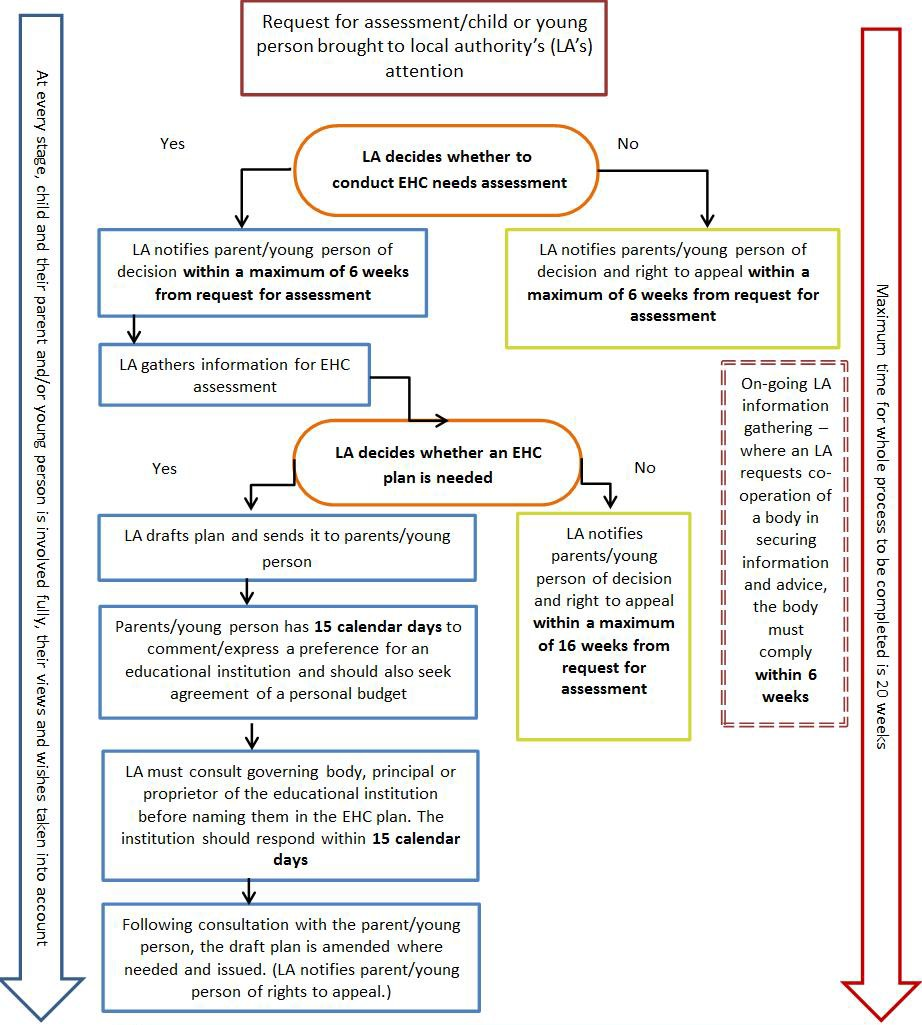 Request for assessment/child or young
person brought to local authority’s (LA’s)
attention
Yes
No
LA decides whether to
conduct EHC needs assessment
LA notifies parent/young person of
decision within a maximum of 6 weeks
from request for assessment
LA notifies parents/young person of
decision and right to appeal within a
maximum of 6 weeks from request for
assessment
LA gathers information for EHC
assessment
LA decides whether an EHC
plan is needed
Yes
No
On-going LA
information
gathering –
where an LA
requests co-
operation of
a body in
securing
information
and advice,
the body
must
comply
within 6
weeks
LA drafts plan and sends it to parents/young
person
LA notifies
parents/young
person of decision
and right to appeal
within a maximum
of 16 weeks from
request for
assessment
Parents/young person has 15 calendar days to
comment/express a preference for an
educational institution and should also seek
agreement of a personal budget
LA must consult governing body, principal or
proprietor of the educational institution
before naming them in the EHC plan. The
institution should respond within 15 calendar
days
Following consultation with the parent/young
person, the draft plan is amended where
needed and issued. (LA notifies parent/young
person of rights to appeal.)
At every stage, child and their parent and/or young person is involved fully, their views and wishes taken into account
Maximum time for whole process to be completed is 20 weeks